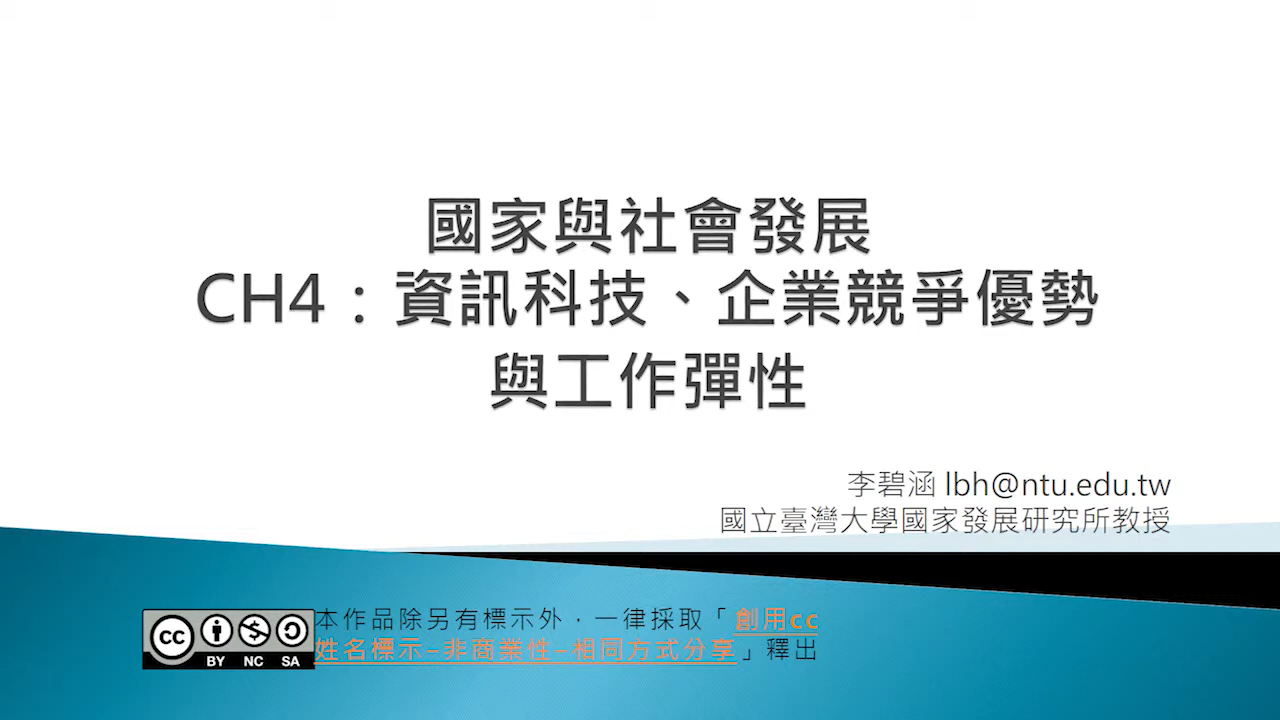 國家與社會發展
CH4：資訊科技、企業競爭優勢
與工作彈性
李碧涵 lbh@ntu.edu.tw
國立臺灣大學國家發展研究所教授
本作品除另有標示外，一律採取「創用cc
姓名標示–非商業性–相同方式分享」釋出
cc
BY NC SA